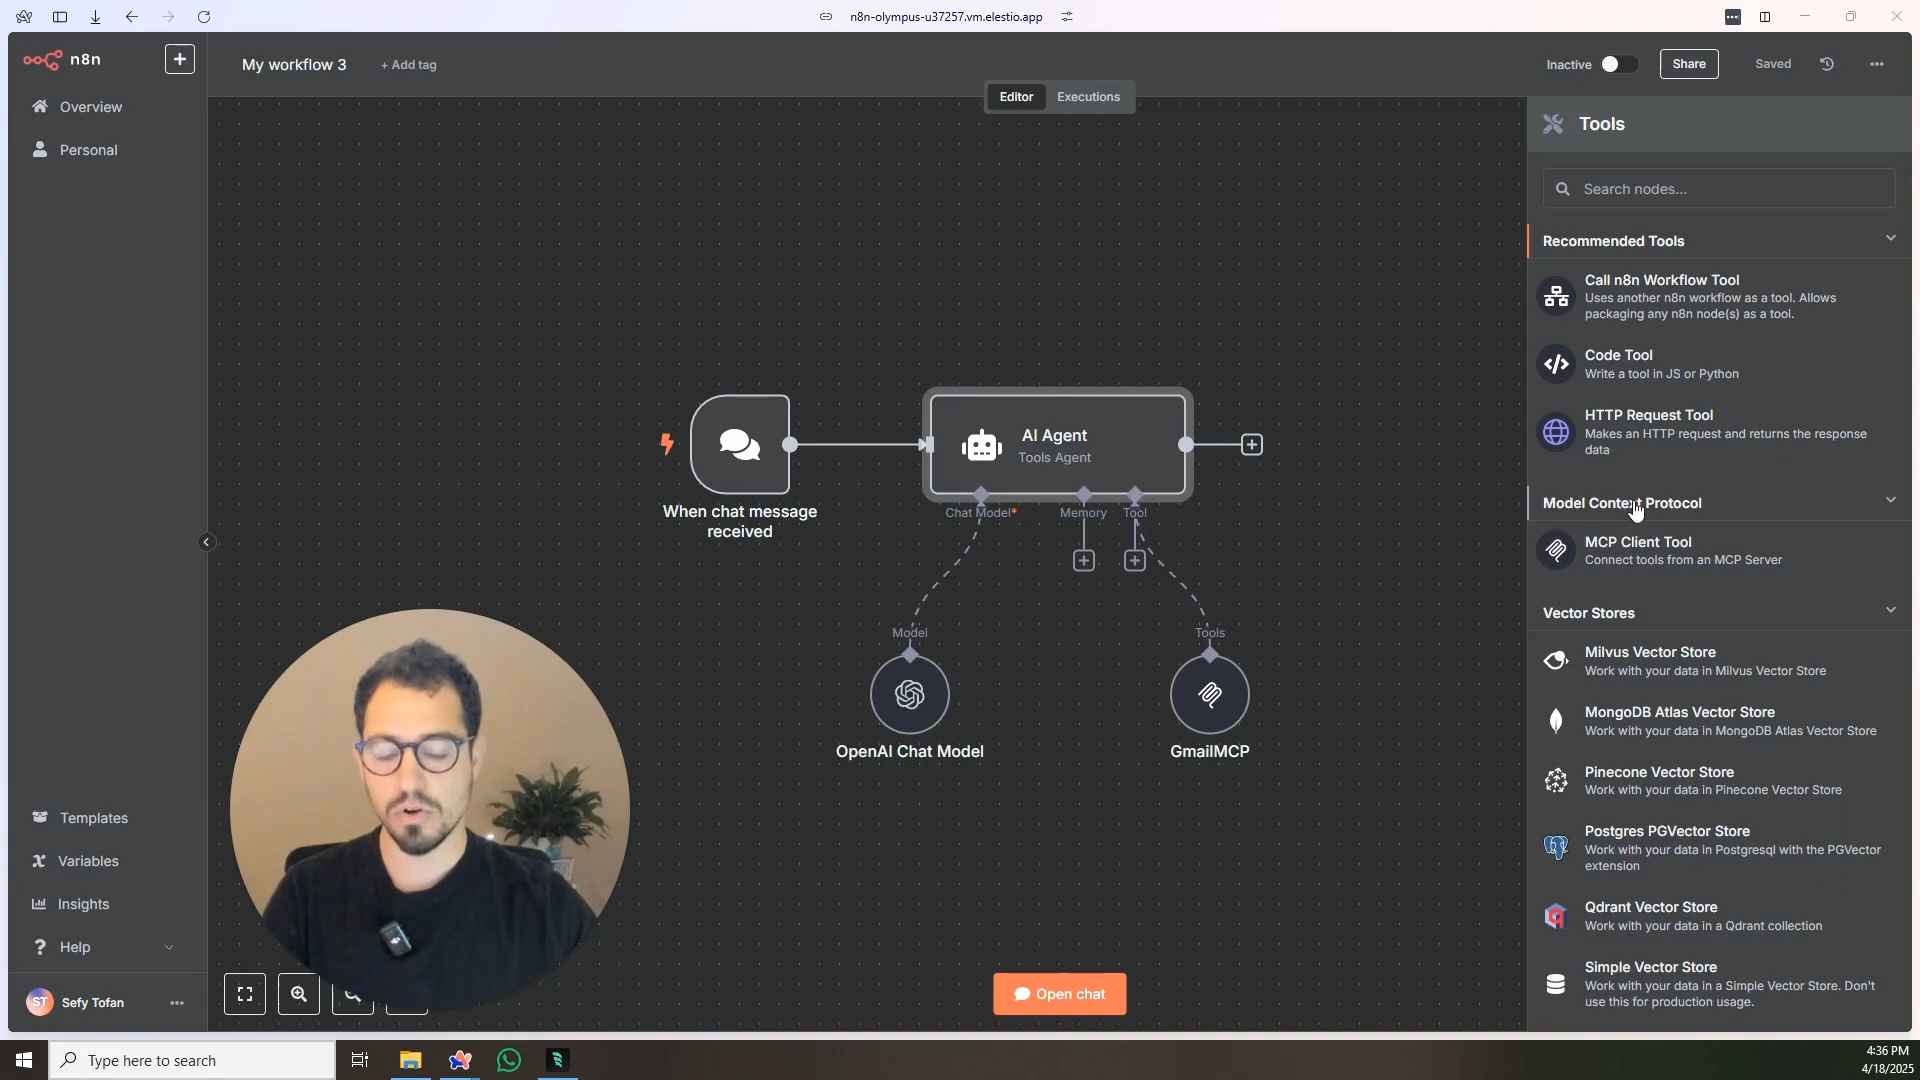 n8n-olympus-u37257.vm.elestio.app
n8n
My workflow 3
+ Add tag
Inactive
Share
Saved
Editor
Executions
Overview
Personal
Tools
Search nodes...
Recommended Tools
Call n8n Workflow Tool
Uses another n8n workflow as a tool. Allows
packaging any n8n node(s) as a tool.
Code Tool
Write a tool in JS or Python
HTTP Request Tool
Makes an HTTP request and returns the response
data
Model Context Protocol
MCP Client Tool
Connect tools from an MCP Server
Vector Stores
Milvus Vector Store
Work with your data in Milvus Vector Store
MongoDB Atlas Vector Store
Work with your data in MongoDB Atlas Vector Store
Pinecone Vector Store
Work with your data in Pinecone Vector Store
Postgres PGVector Store
Work with your data in Postgresql with the PGVector
extension
Qdrant Vector Store
Work with your data in a Qdrant collection
Simple Vector Store
Work with your data in a Simple Vector Store. Don't
use this for production usage.
AI Agent
Tools Agent
When chat message
received
Chat Model*
Memory
Tool
Model
Tools
OpenAI Chat Model
GmailMCP
Templates
Variables
Insights
? Help
ST Sefy Tofan
Open chat
Type here to search
4:36 PM
4/18/2025